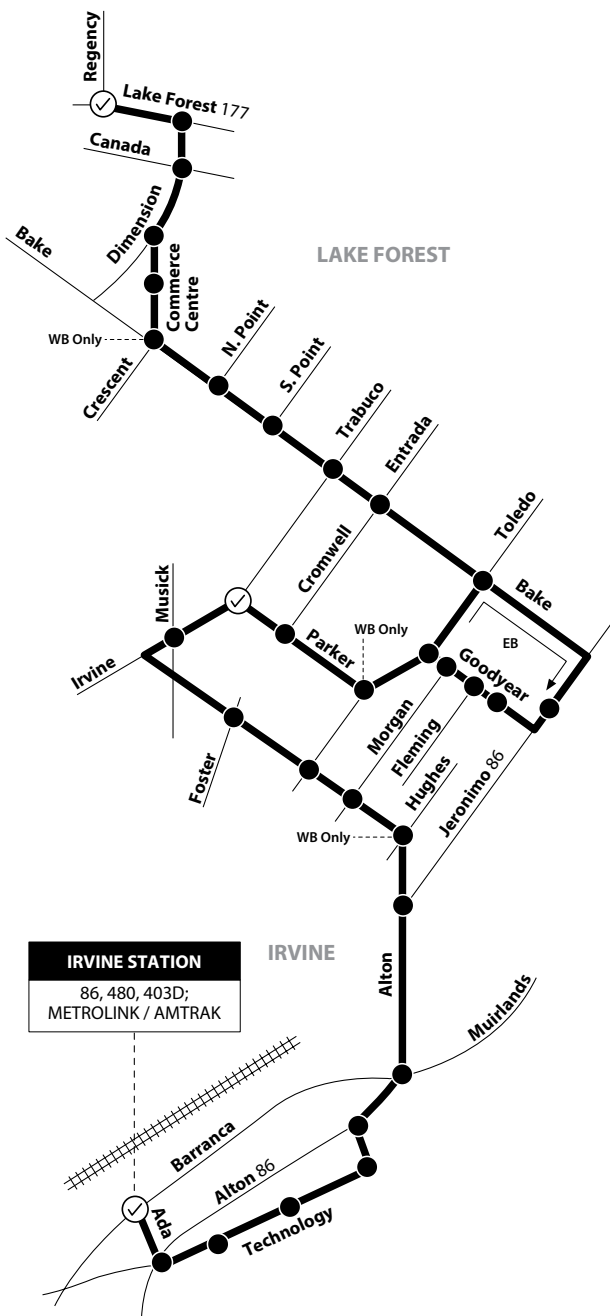 Regency
Lake Forest 177
Canada
Dimension
Bake
LAKE FOREST
Commerce
Centre
WB Only
Crescent
N. Point
S. Point
Trabuco
Entrada
Toledo
Cromwell
Bake
Musick
WB Only
EB
Parker
Goodyear
Irvine
Morgan
Fleming
Foster
Hughes
Jeronimo 86
WB Only
IRVINE
IRVINE STATION
86, 480, 403D;
METROLINK / AMTRAK
Alton
Muirlands
Barranca
Alton 86
Ada
Technology